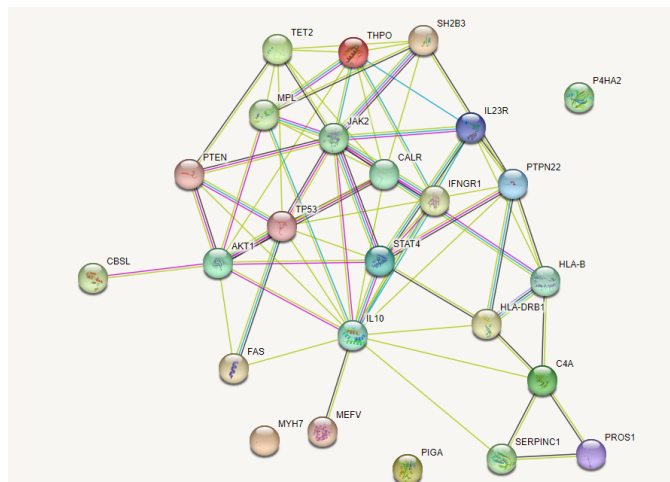 SH2B3
TET2
THPO
P4HA2
MPL
IL23R
JAK2
PTEN
CALR
PTPN22
IFNGR1
TP53
STAT4
AKT1
CBSL
HLA-B
HLA-DRB1
IL10
FAS
C4A
MYH7
MEFV
PIGA
SERPINC1
PROS1